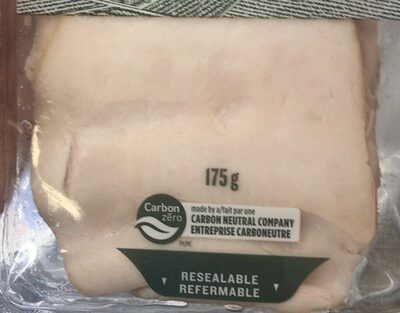 175 g
Carbon
zero
made by a/fait par une
CARBON NEUTRAL COMPANY
ENTREPRISE CARBONEUTRE
RESEALABLE
REFERMABLE